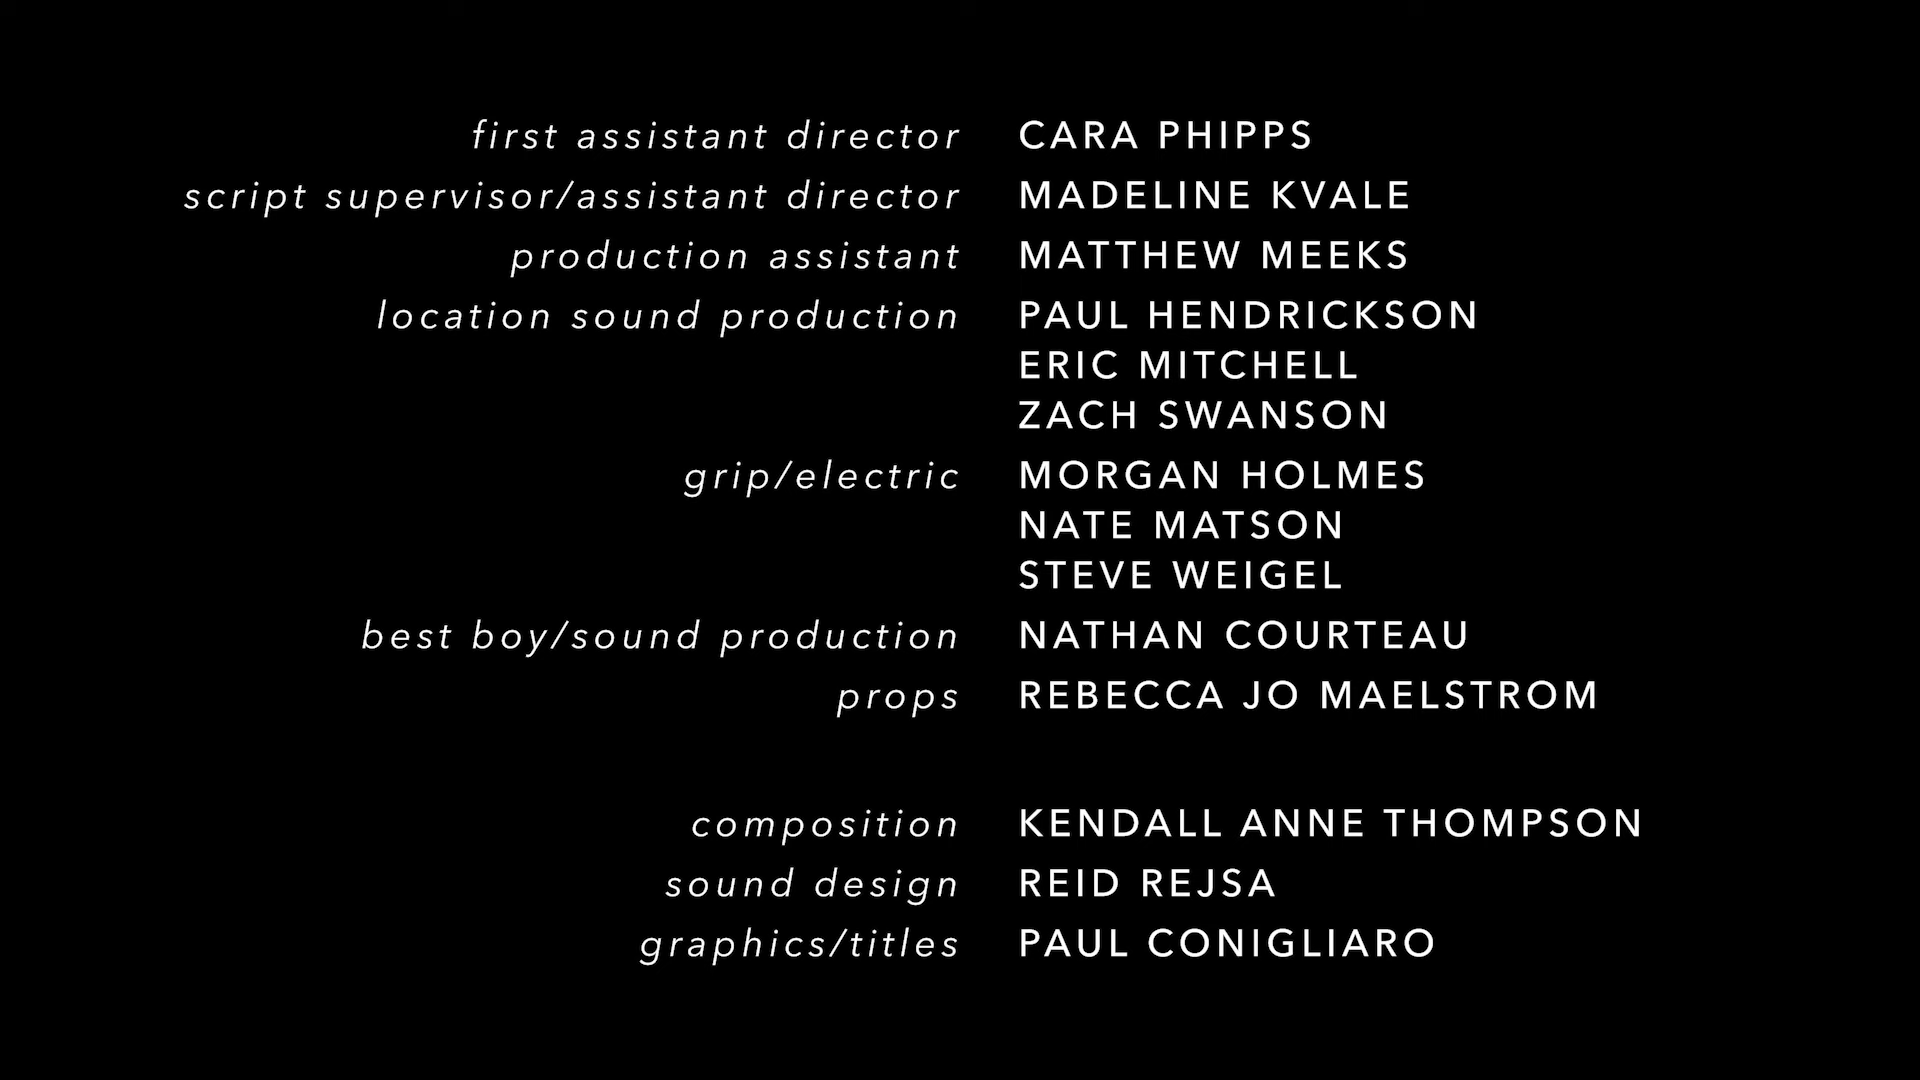 first assistant director CARA PHIPPS
script supervisor/assistant director MADELINE KVALE
production assistant MATTHEW MEEKS
location sound production PAUL HENDRICKSON
ERIC MITCHELL
ZACH SWANSON
grip/electric MORGAN HOLMES
NATE MATSON
STEVE WEIGEL
best boy/sound production NATHAN COURTEAU
props REBECCA JO MAELSTROM
composition KENDALL ANNE THOMPSON
sound design REID REJSA
graphics/titles PAUL CONIGLIARO